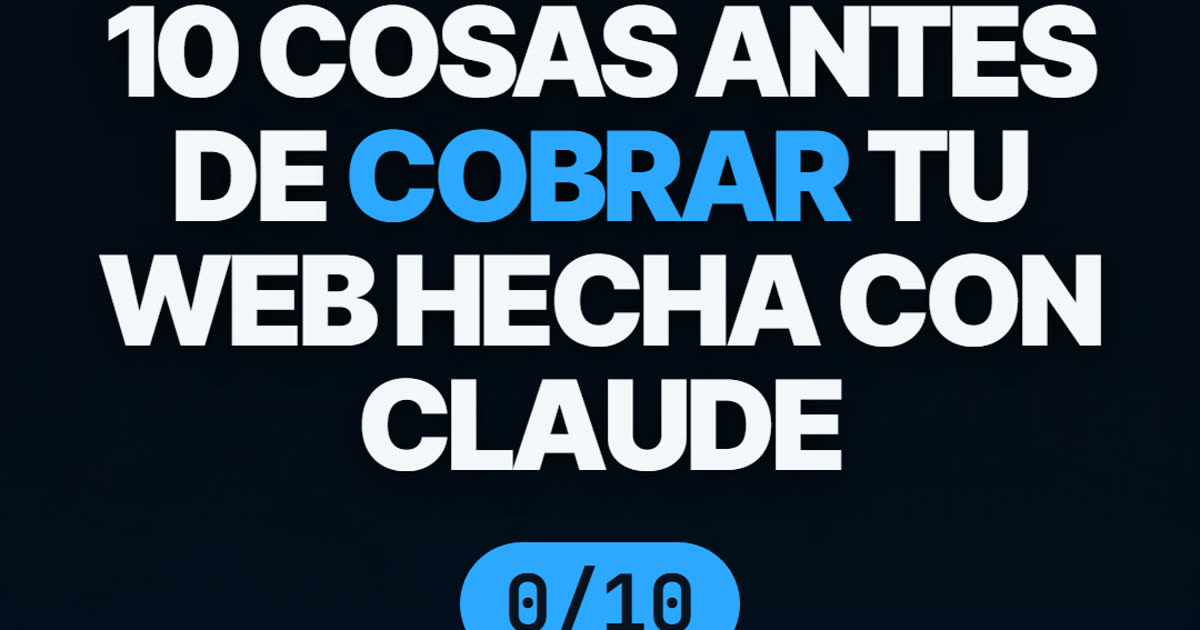 10 COSAS ANTES
DE COBRAR TU
WEB HECHA CON
CLAUDE
0/10